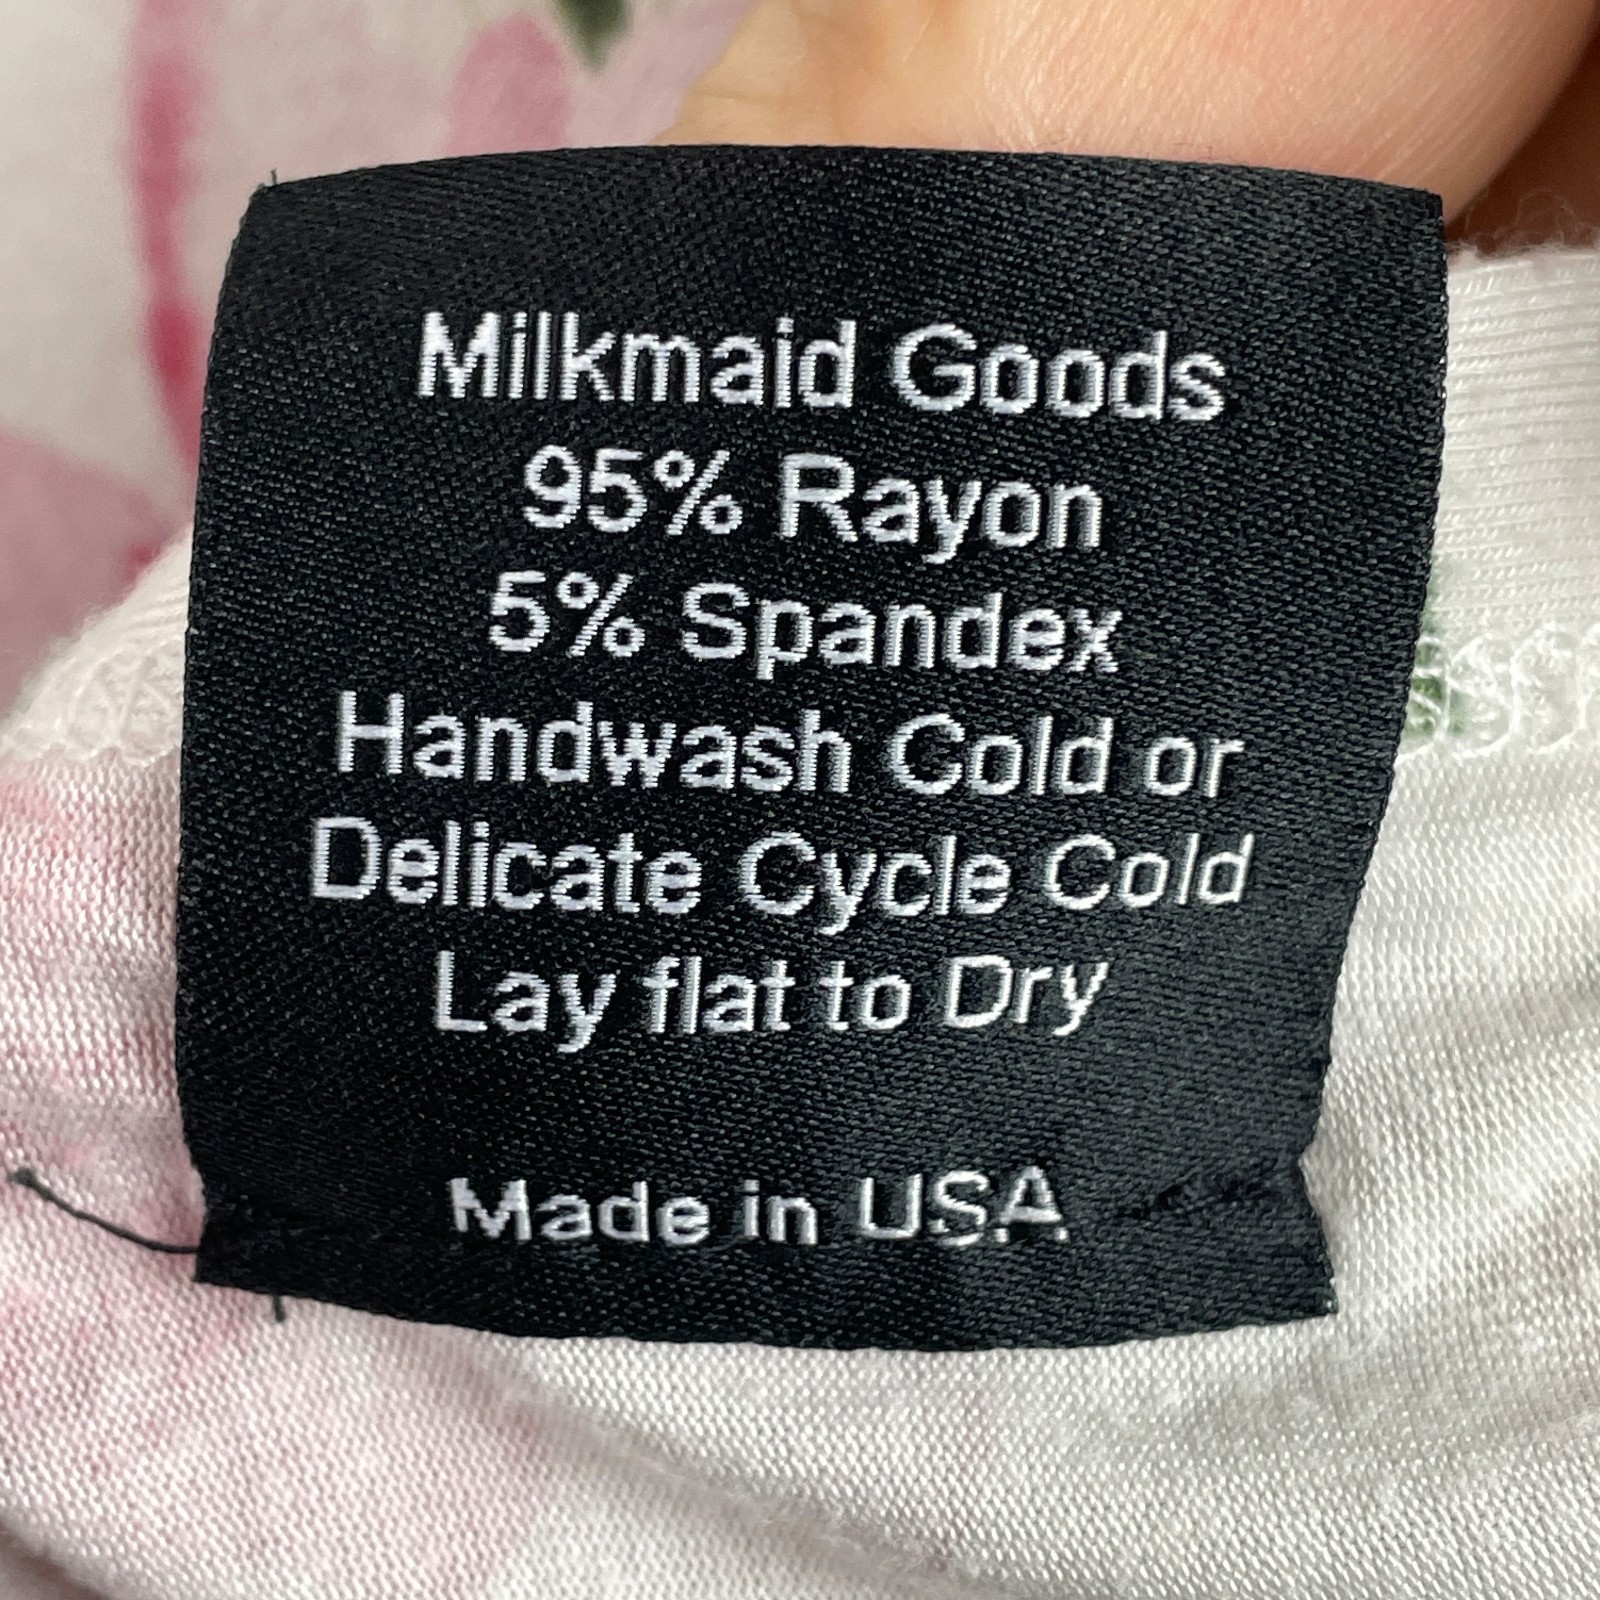 Milkmaid Goods
95% Rayon
5% Spandex
Handwash Cold or
Delicate Cycle Cold
Lay flat to Dry
Made in USA